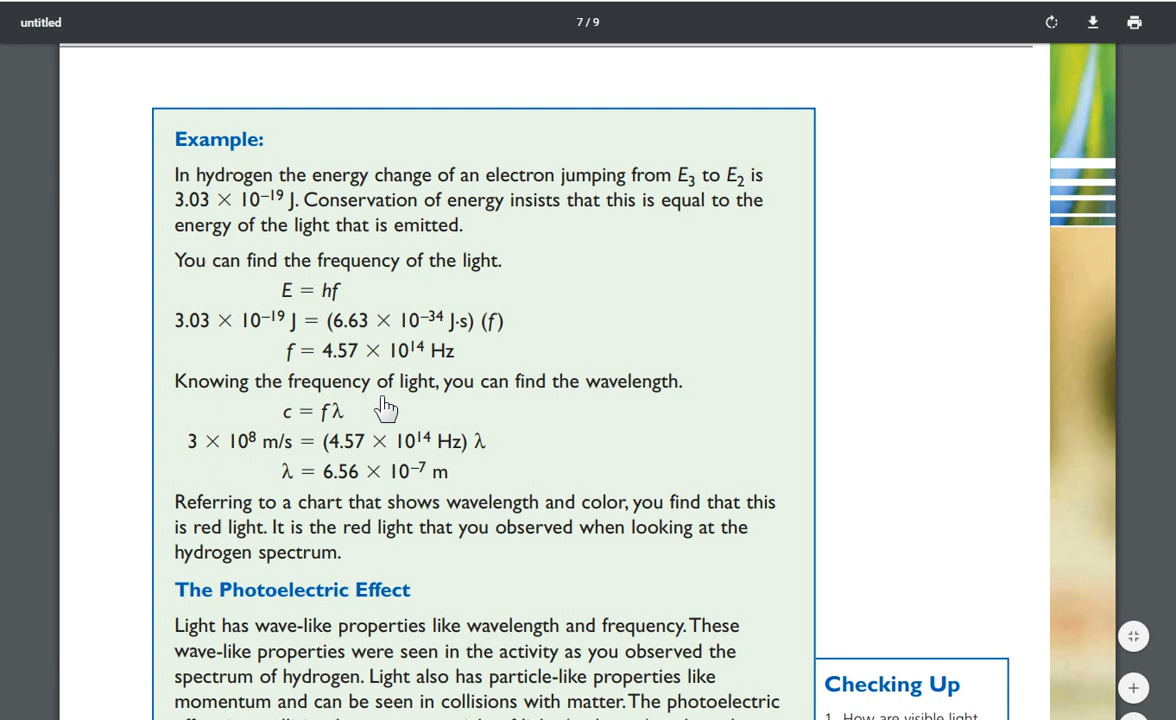 untitled
7 / 9
Example:
In hydrogen the energy change of an electron jumping from E₃ to E₂ is
3.03 × 10⁻¹⁹ J. Conservation of energy insists that this is equal to the
energy of the light that is emitted.
You can find the frequency of the light.
E = hf
3.03 × 10⁻¹⁹ J = (6.63 × 10⁻³⁴ J·s) (f)
f = 4.57 × 10¹⁴ Hz
Knowing the frequency of light, you can find the wavelength.
c = fλ
3 × 10⁸ m/s = (4.57 × 10¹⁴ Hz) λ
λ = 6.56 × 10⁻⁷ m
Referring to a chart that shows wavelength and color, you find that this
is red light. It is the red light that you observed when looking at the
hydrogen spectrum.
The Photoelectric Effect
Light has wave-like properties like wavelength and frequency. These
wave-like properties were seen in the activity as you observed the
spectrum of hydrogen. Light also has particle-like properties like
momentum and can be seen in collisions with matter. The photoelectric
Checking Up
1. How are visible light